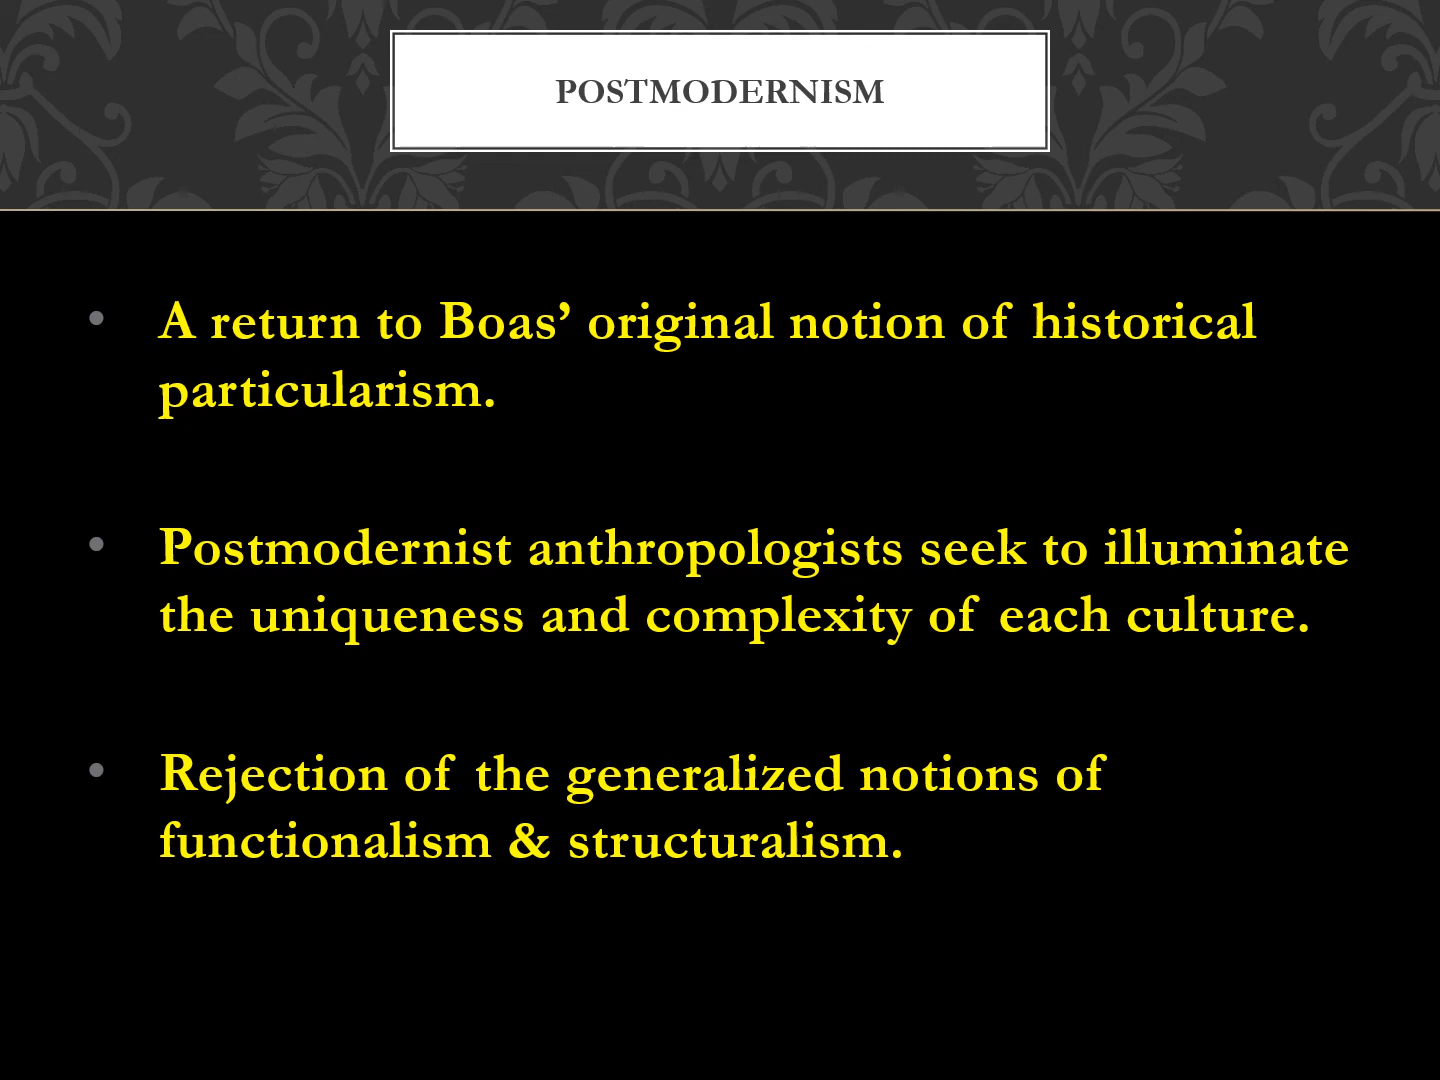 POSTMODERNISM
• A return to Boas’ original notion of historical
particularism.
• Postmodernist anthropologists seek to illuminate
the uniqueness and complexity of each culture.
• Rejection of the generalized notions of
functionalism & structuralism.